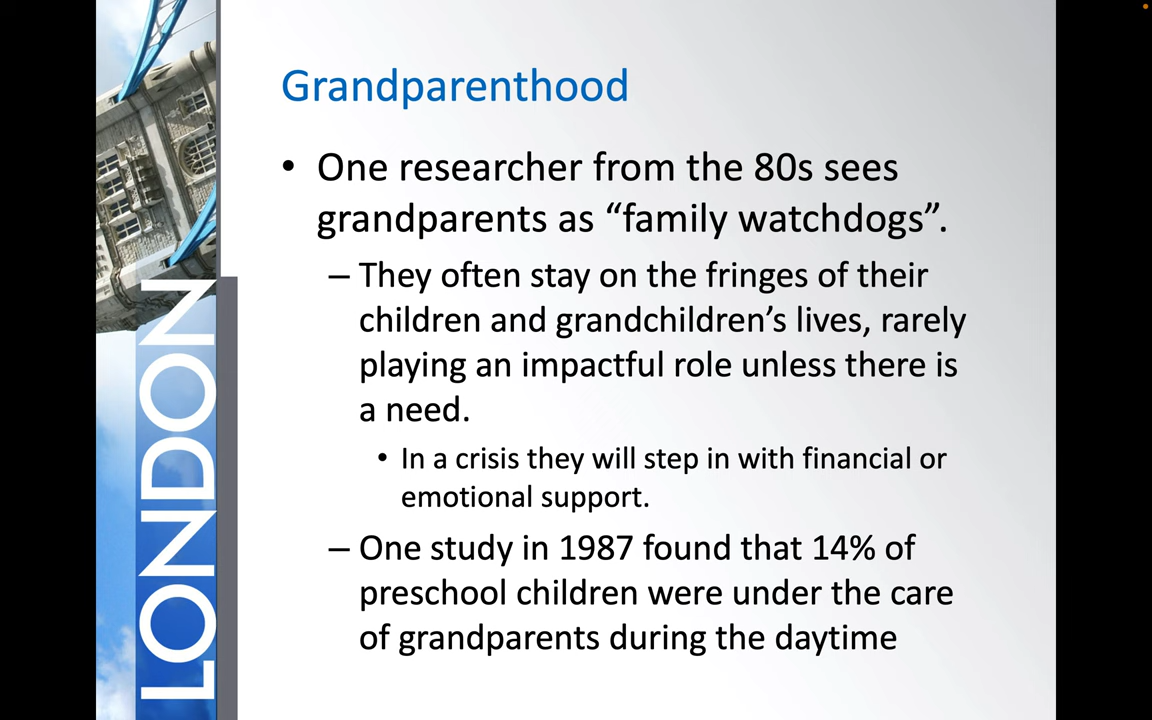 Grandparenthood
• One researcher from the 80s sees
grandparents as “family watchdogs”.
– They often stay on the fringes of their
children and grandchildren’s lives, rarely
playing an impactful role unless there is
a need.
• In a crisis they will step in with financial or
emotional support.
– One study in 1987 found that 14% of
preschool children were under the care
of grandparents during the daytime
LONDON